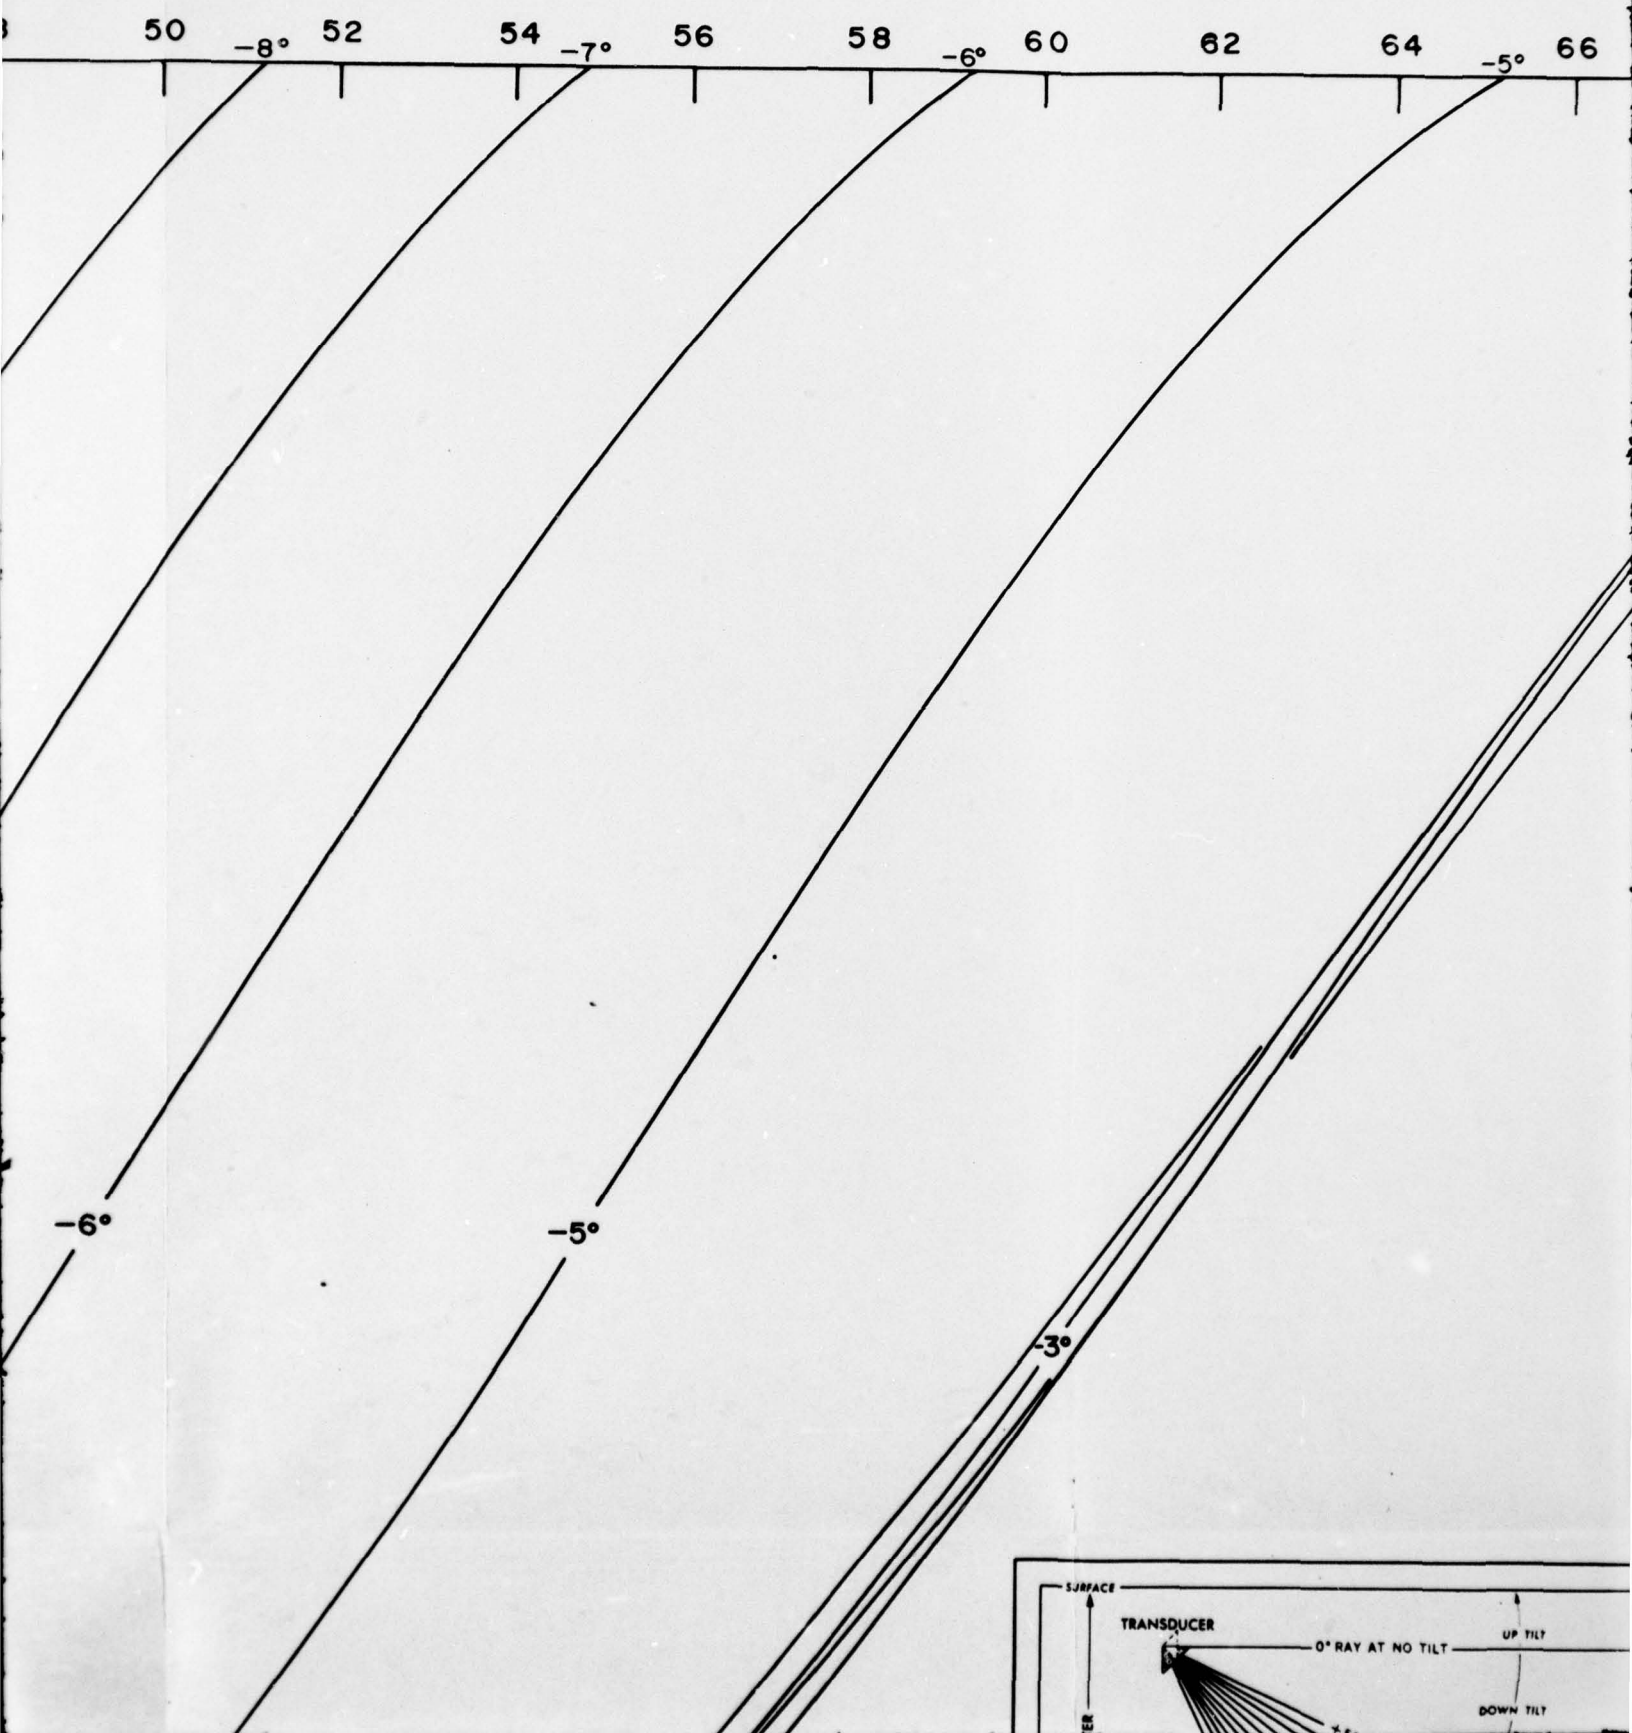 50 52 54 56 58 60 62 64 66
-8° -7° -6° -5°
-6° -5°
-3°
SURFACE
TRANSDUCER
0° RAY AT NO TILT
UP TILT
DOWN TILT